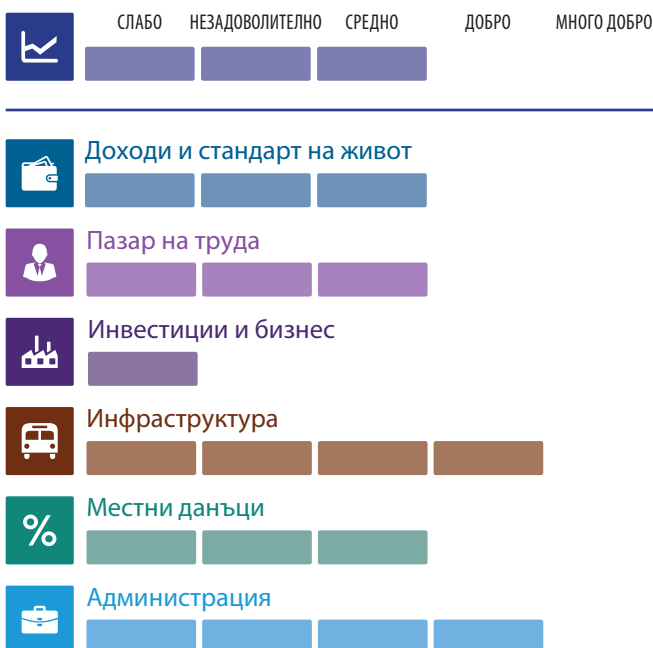 СЛАБО НЕЗАДОВОЛИТЕЛНО СРЕДНО ДОБРО МНОГО ДОБРО
Доходи и стандарт на живот
Пазар на труда
Инвестиции и бизнес
Инфраструктура
Местни данъци
%
Администрация